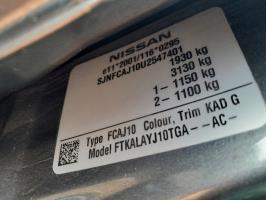 NISSAN
e11*2001/116*0295
SJNFCAJ10U2547401
1930 kg
3130 kg
1- 1150 kg
2- 1100 kg
Type FCAJ10 Colour, Trim KAD G
Model FTKALAYJ10TGA--AC-